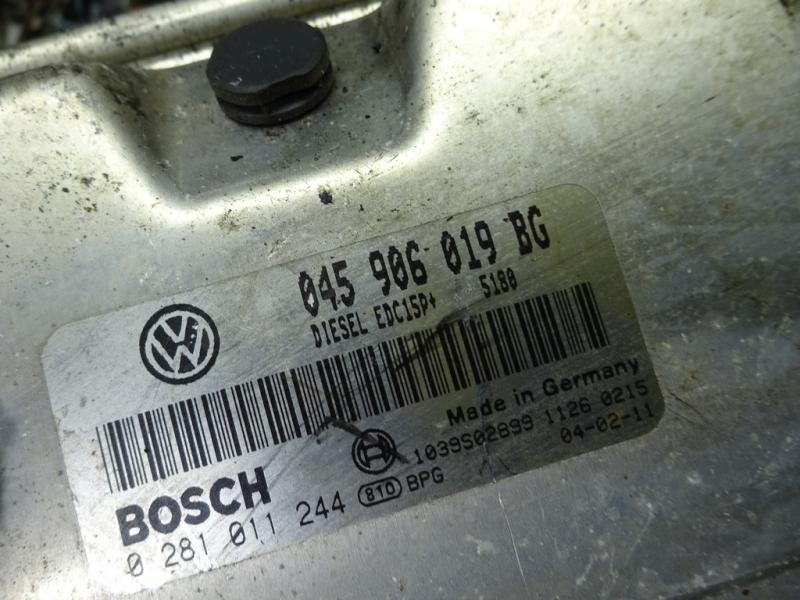 045 906 019 BG
DIESEL EDC15P+ 5180
Made in Germany
1039S02899 1126 0215
04-02-11
BOSCH
0 281 011 244 810 BPG